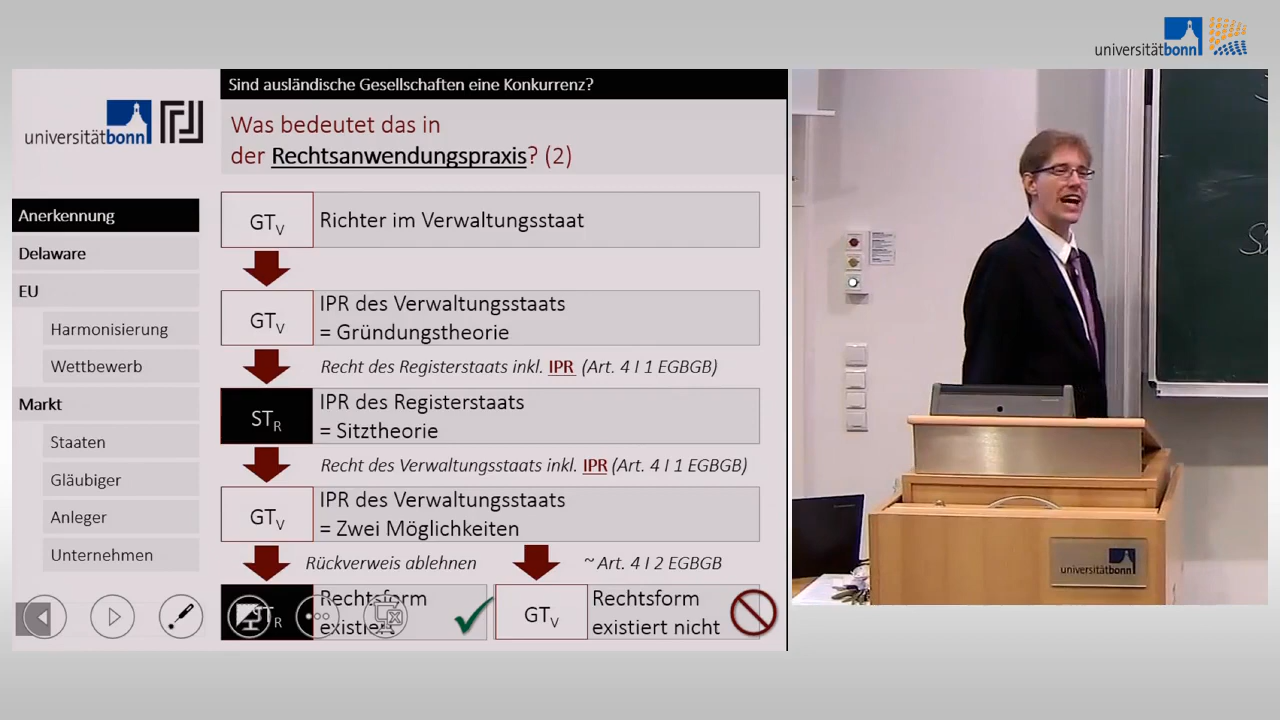 universitätbonn
Sind ausländische Gesellschaften eine Konkurrenz?
universitätbonn
Was bedeutet das in
der Rechtsanwendungspraxis? (2)
Anerkennung
Delaware
EU
Harmonisierung
Wettbewerb
Markt
Staaten
Gläubiger
Anleger
Unternehmen
GTV Richter im Verwaltungsstaat
GTV IPR des Verwaltungsstaats
= Gründungstheorie
Recht des Registerstaats inkl. IPR (Art. 4 I 1 EGBGB)
STR IPR des Registerstaats
= Sitztheorie
Recht des Verwaltungsstaats inkl. IPR (Art. 4 I 1 EGBGB)
GTV IPR des Verwaltungsstaats
= Zwei Möglichkeiten
Rückverweis ablehnen
~ Art. 4 I 2 EGBGB
Rechtsform
existiert
GTV Rechtsform
existiert nicht
universitätbonn